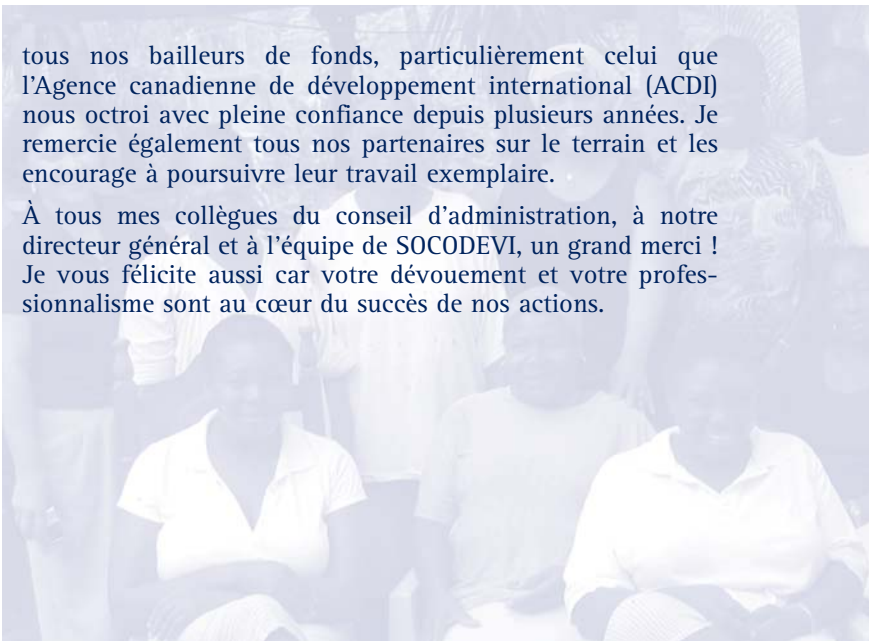 tous nos bailleurs de fonds, particulièrement celui que
l’Agence canadienne de développement international (ACDI)
nous octroi avec pleine confiance depuis plusieurs années. Je
remercie également tous nos partenaires sur le terrain et les
encourage à poursuivre leur travail exemplaire.
À tous mes collègues du conseil d’administration, à notre
directeur général et à l’équipe de SOCODEVI, un grand merci !
Je vous félicite aussi car votre dévouement et votre profes-
sionnalisme sont au cœur du succès de nos actions.